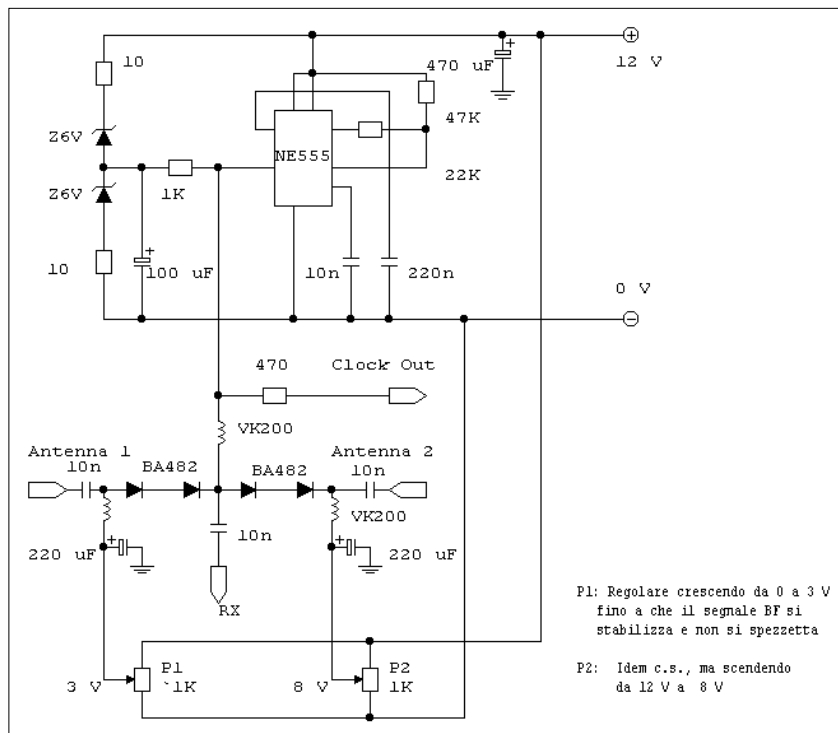 10
470 uF
12 V
Z6V
47K
NE555
Z6V
1K
22K
10
100 uF
10n
220n
0 V
470
Clock Out
VK200
Antenna 1
Antenna 2
10n
BA482
BA482
10n
VK200
10n
220 uF
220 uF
RX
P1: Regolare crescendo da 0 a 3 V
fino a che il segnale BF si
stabilizza e non si spezzetta
P1
P2
P2: Idem c.s., ma scendendo
3 V
1K
8 V
1K
da 12 V a 8 V